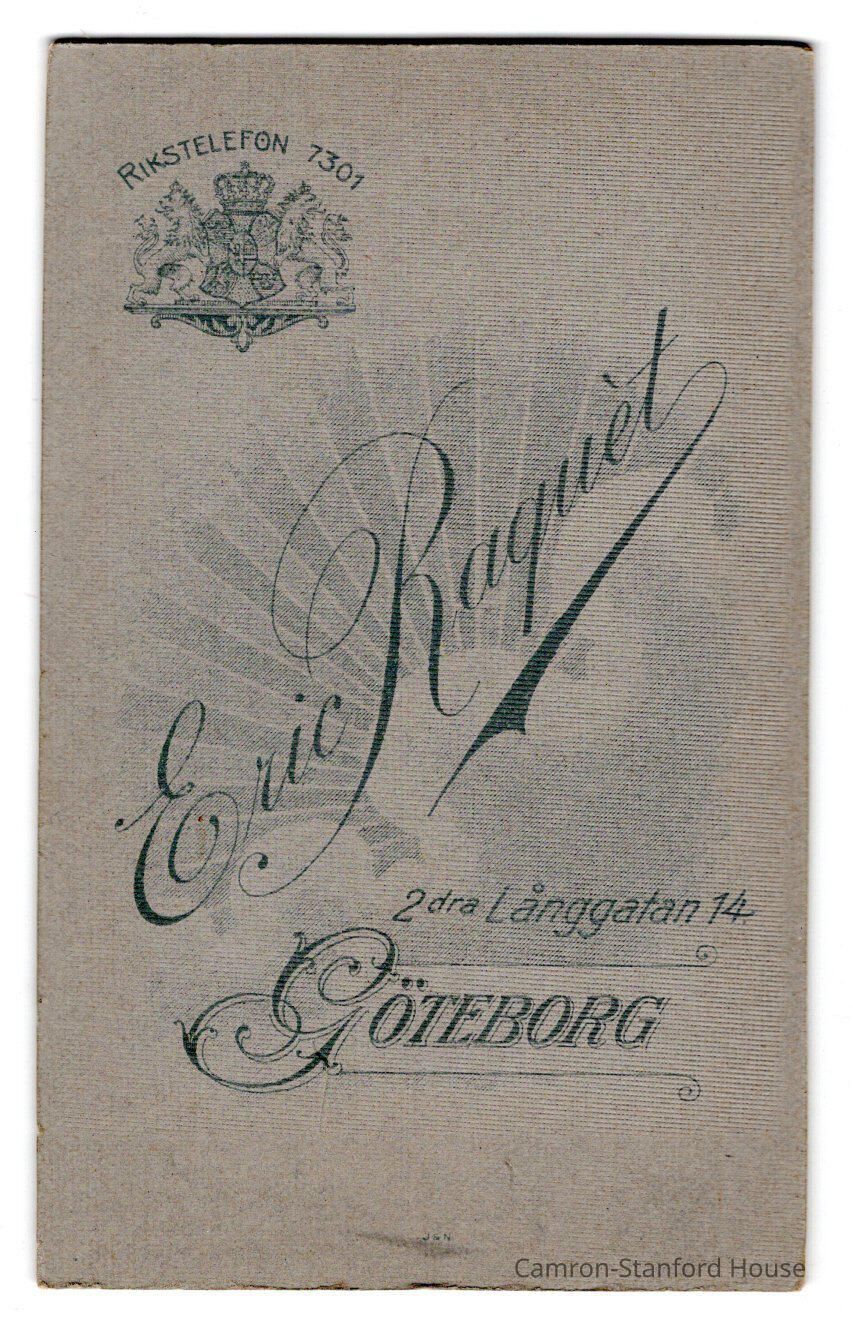 RIKSTELEFON 7301
Eric Raquèt
2dra Långgatan 14.
GÖTEBORG
J & N
Camron-Stanford House